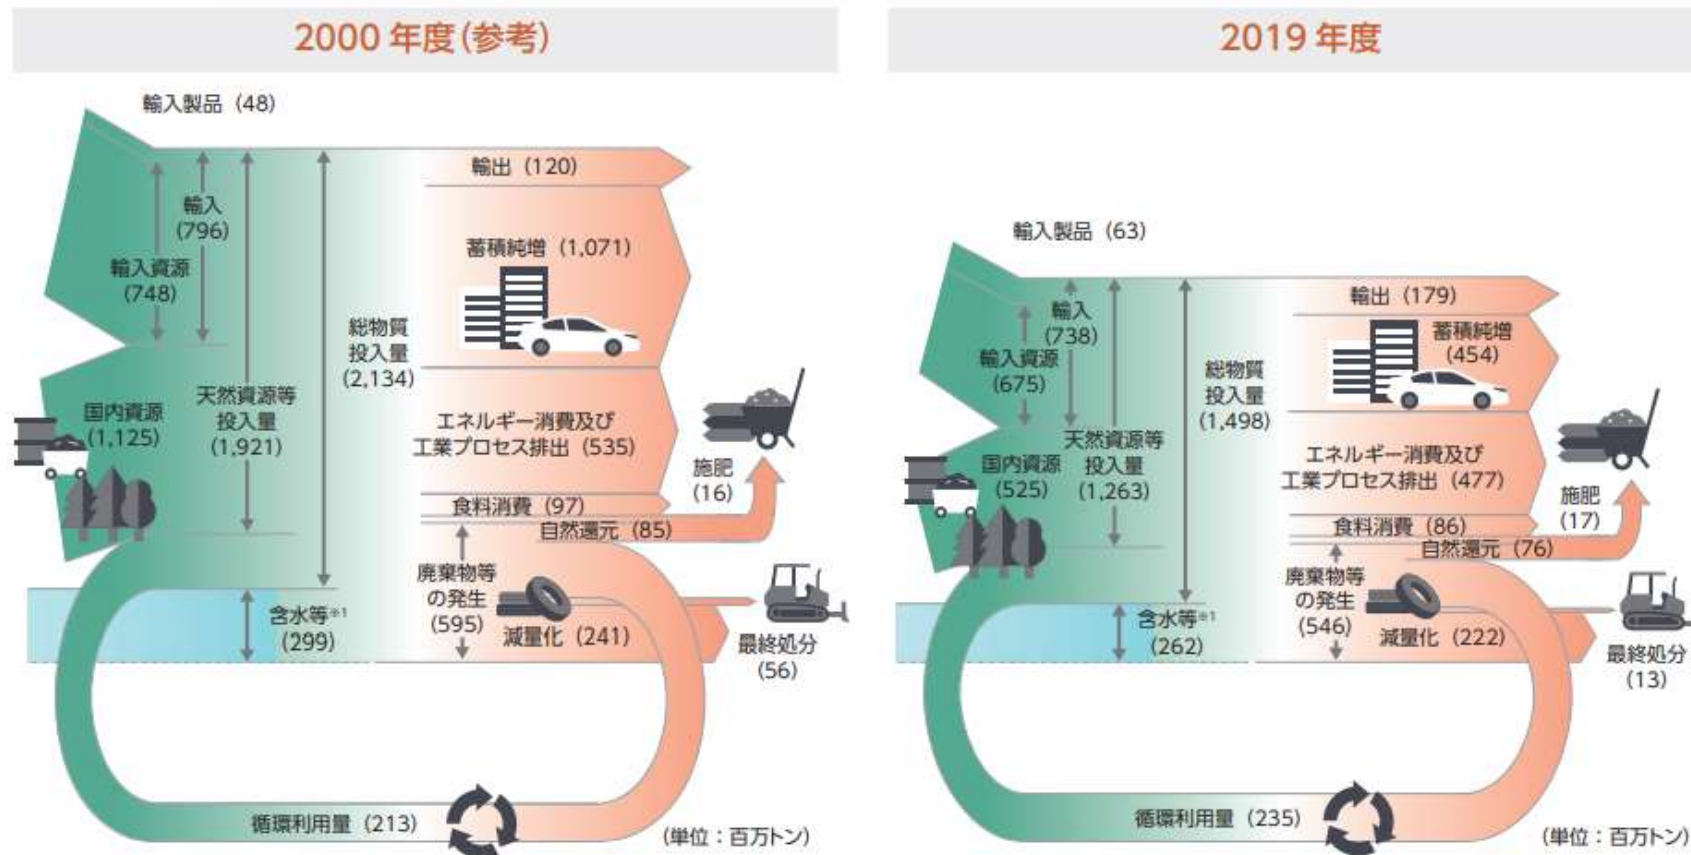 2000 年度(参考)
輸入製品 (48)
輸出 (120)
輸入
(796)
蓄積純増 (1,071)
輸入資源
(748)
総物質
投入量
(2,134)
天然資源等
投入量
(1,921)
国内資源
(1,125)
エネルギー消費及び
工業プロセス排出 (535)
施肥
(16)
食料消費 (97)
自然還元 (85)
廃棄物等
の発生
(595)
含水等※1
(299)
減量化 (241)
最終処分
(56)
循環利用量 (213)
(単位：百万トン)
2019 年度
輸入製品 (63)
輸出 (179)
輸入
(738)
蓄積純増
(454)
輸入資源
(675)
総物質
投入量
(1,498)
天然資源等
投入量
(1,263)
国内資源
(525)
エネルギー消費及び
工業プロセス排出 (477)
施肥
(17)
食料消費 (86)
自然還元 (76)
廃棄物等
の発生
(546)
含水等※1
(262)
減量化 (222)
最終処分
(13)
循環利用量 (235)
(単位：百万トン)